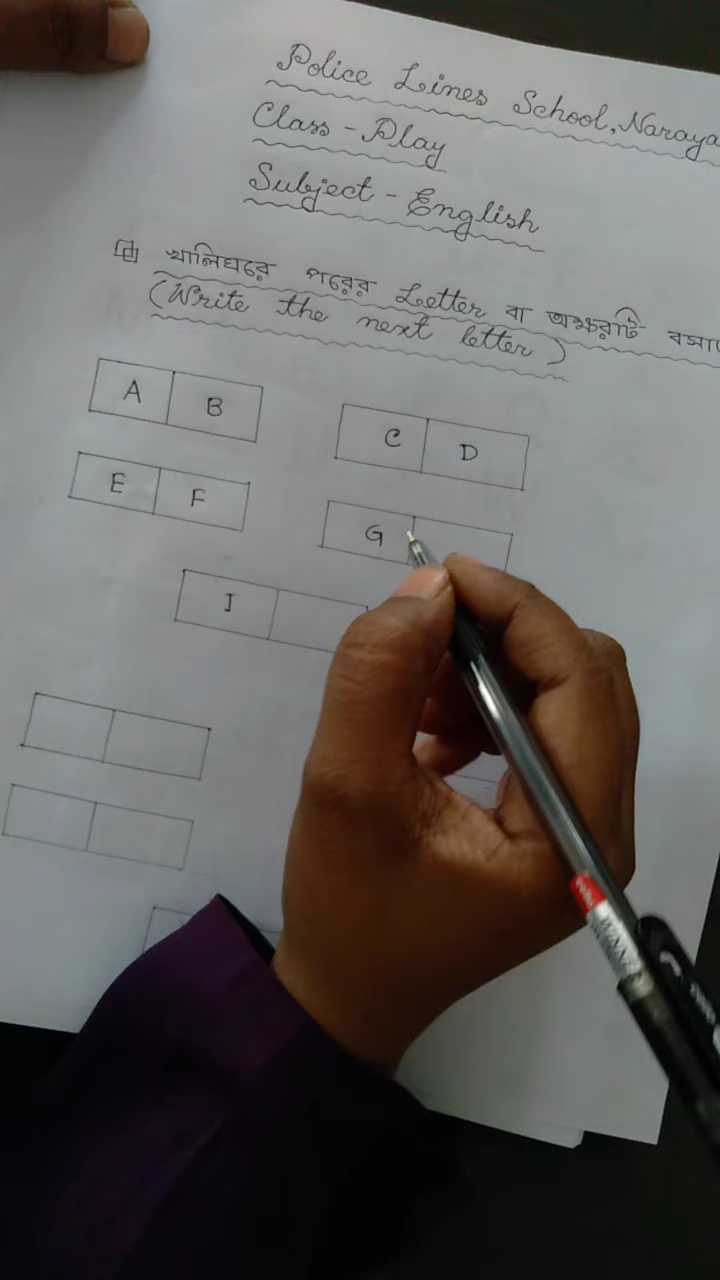 Police Lines School, Naraya
Class - Play
Subject - English
খালিঘরে পরের Letter বা অক্ষরটি বসা
(Write the next letter)
A B C D
E F G
I